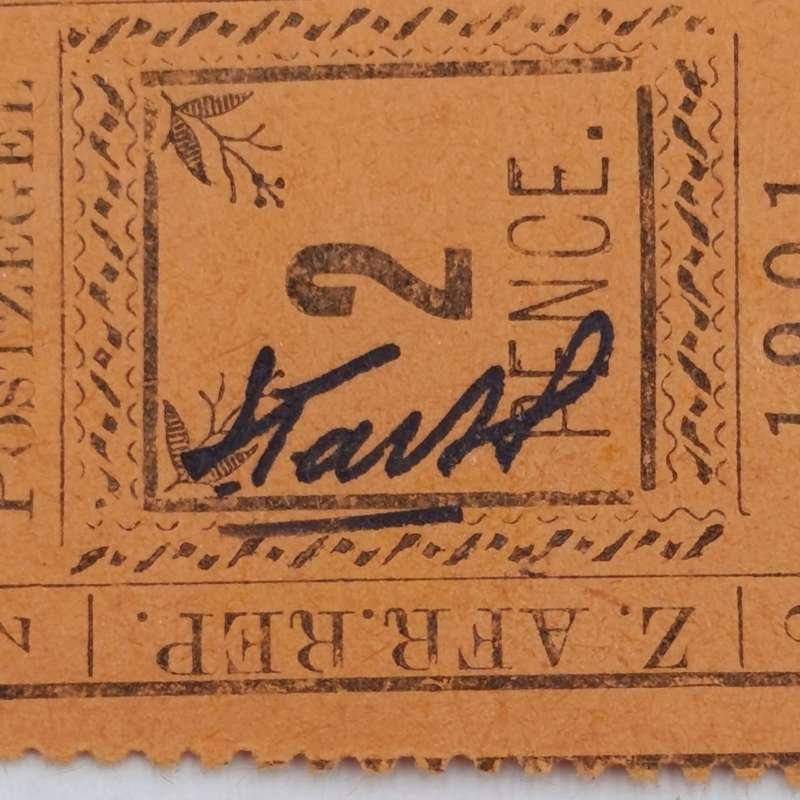 POSTZEGEL
2
PENCE.
1901
Z. AFR. REP.